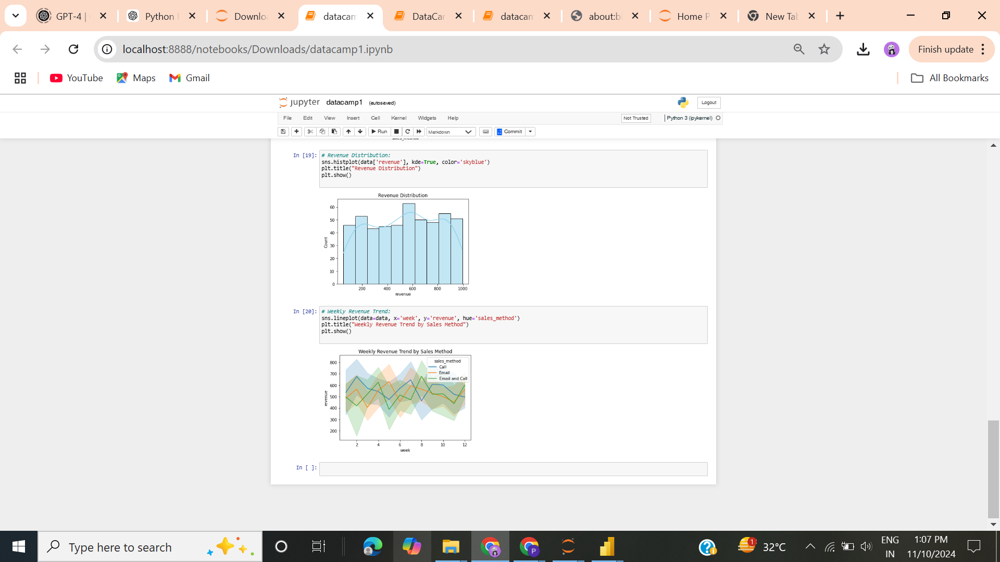 GPT-4 |
Python
Downlo
datacam
DataCam
datacam
about:bl
Home P
New Tab
localhost:8888/notebooks/Downloads/datacamp1.ipynb
Finish update
YouTube
Maps
Gmail
All Bookmarks
jupyter datacamp1 (autosaved)
Logout
File Edit View Insert Cell Kernel Widgets Help
Not Trusted
Python 3 (ipykernel)
Run
Markdown
Commit
sales_method
In [19]:
# Revenue Distribution:
sns.histplot(data['revenue'], kde=True, color='skyblue')
plt.title("Revenue Distribution")
plt.show()
Revenue Distribution
60
50
40
30
20
10
0
Count
200 400 600 800 1000
revenue
In [20]:
# Weekly Revenue Trend:
sns.lineplot(data=data, x='week', y='revenue', hue='sales_method')
plt.title("Weekly Revenue Trend by Sales Method")
plt.show()
Weekly Revenue Trend by Sales Method
sales_method
Call
Email
Email and Call
800
700
600
500
400
300
200
revenue
2 4 6 8 10 12
week
In [ ]:
Type here to search
1
32°C
ENG
IN
1:07 PM
11/10/2024